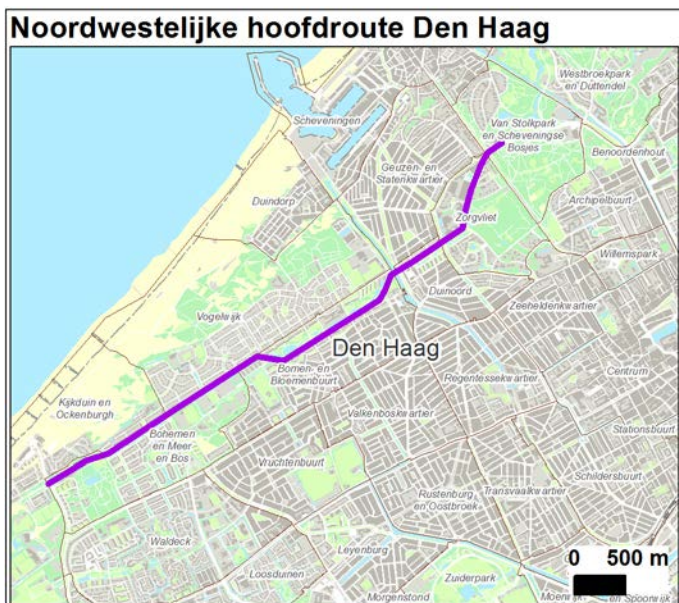 Noordwestelijke hoofdroute Den Haag
Westbroekpark
en Duttendel
Scheveningen
Van Stolkpark
en Scheveningse
Bosjes
Benoordenhout
Geuzen- en
Statenkwartier
Duindorp
Archipelbuurt
Zorgvliet
Willemspark
Duinoord
Zeeheldenkwartier
Vogelwijk
Den Haag
Centrum
Bomen- en
Bloemenbuurt
Regentessekwartier
Kijkduin en
Ockenburgh
Valkenboskwartier
Stationsbuurt
Bohemen
en Meer
en Bos
Vruchtenbuurt
Schildersbuurt
Rustenburg
en Oostbroek
Transvaalkwartier
Waldeck
Leyenburg
0 500 m
Loosduinen
Zuiderpark
Morgenstond
en Spoorwijk